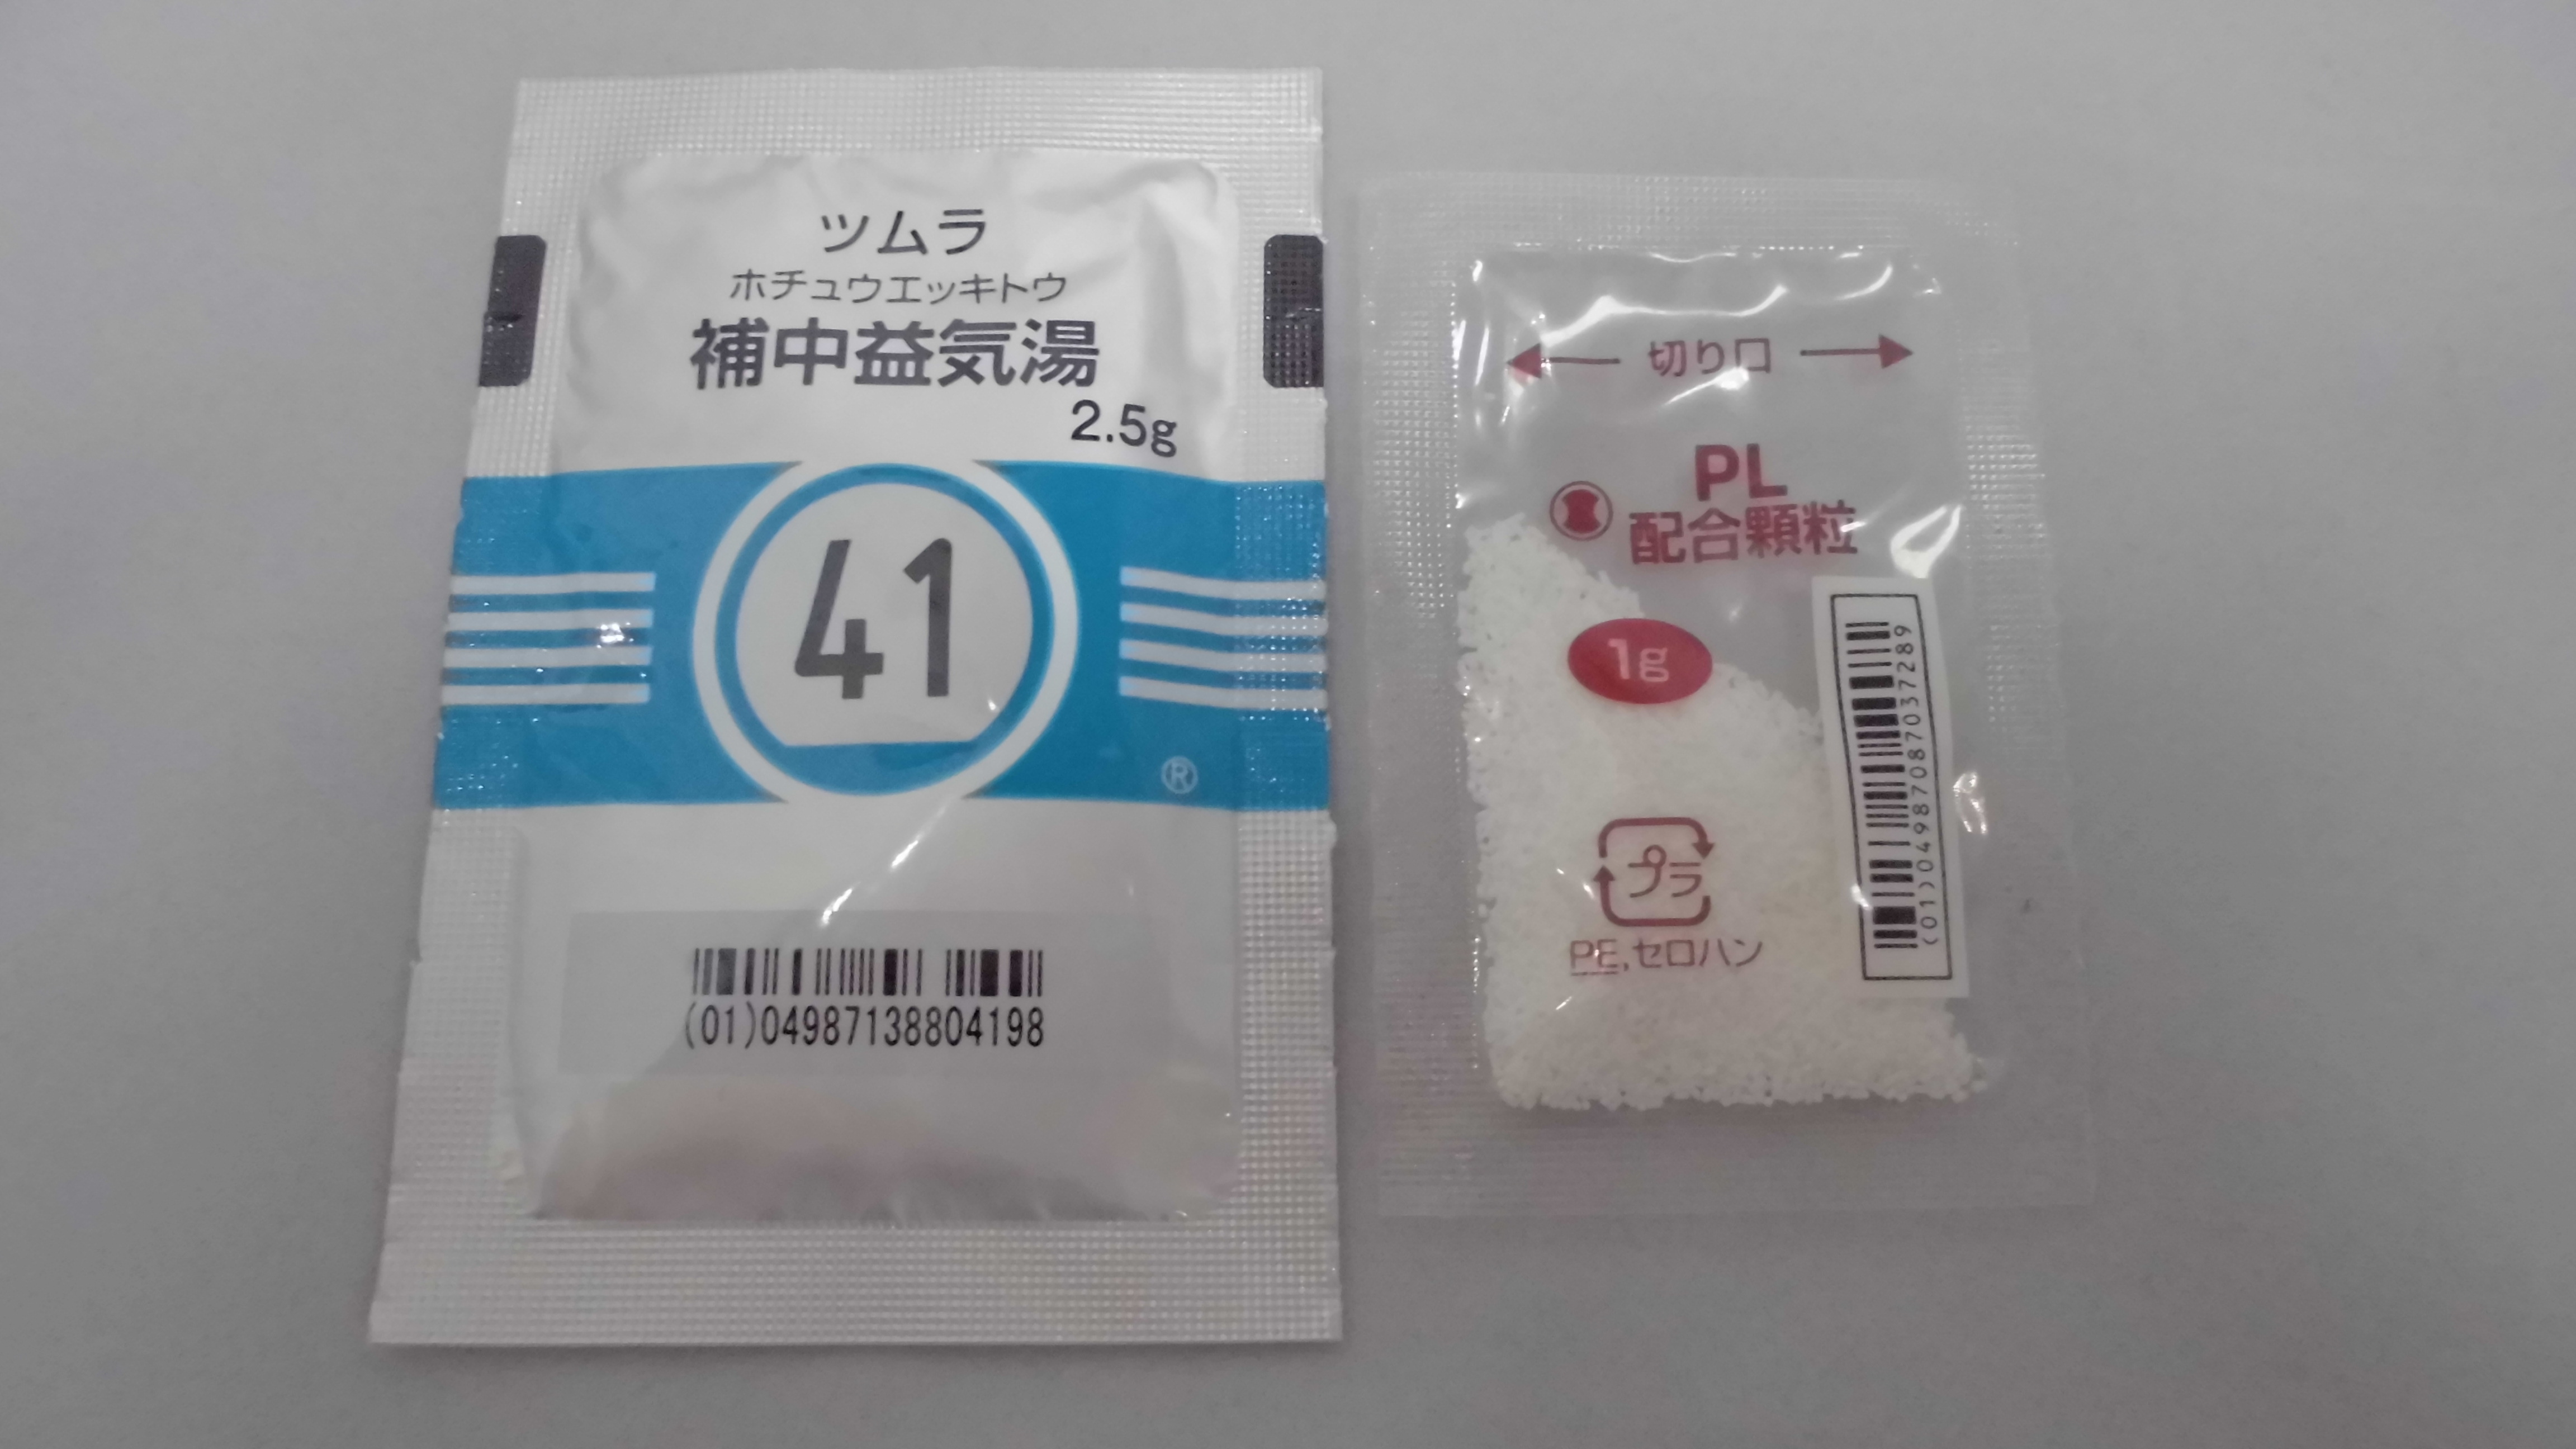 ツムラ
ホチュウエッキトウ
補中益気湯
2.5g
41
®
(01)04987138804198
切り口
PL
配合顆粒
1g
プラ
PE,セロハン
(01)04987087037289